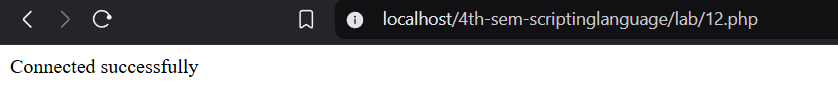 localhost/4th-sem-scriptinglanguage/lab/12.php
Connected successfully